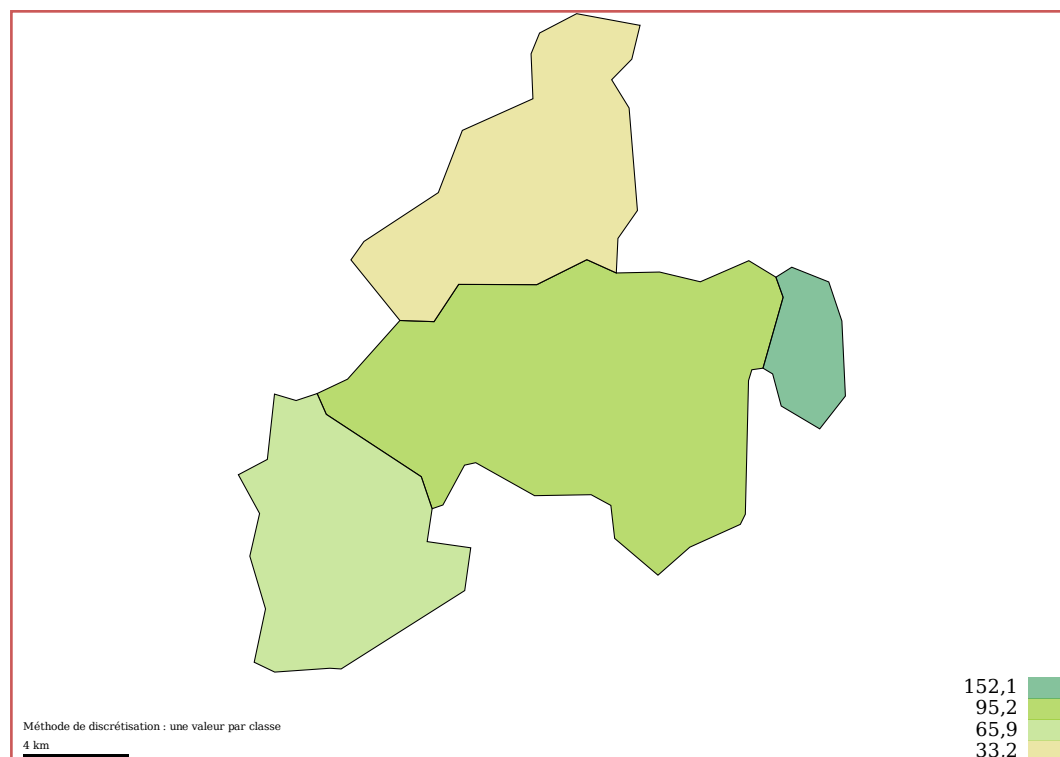 152,1
95,2
65,9
33,2
Méthode de discrétisation : une valeur par classe
4 km